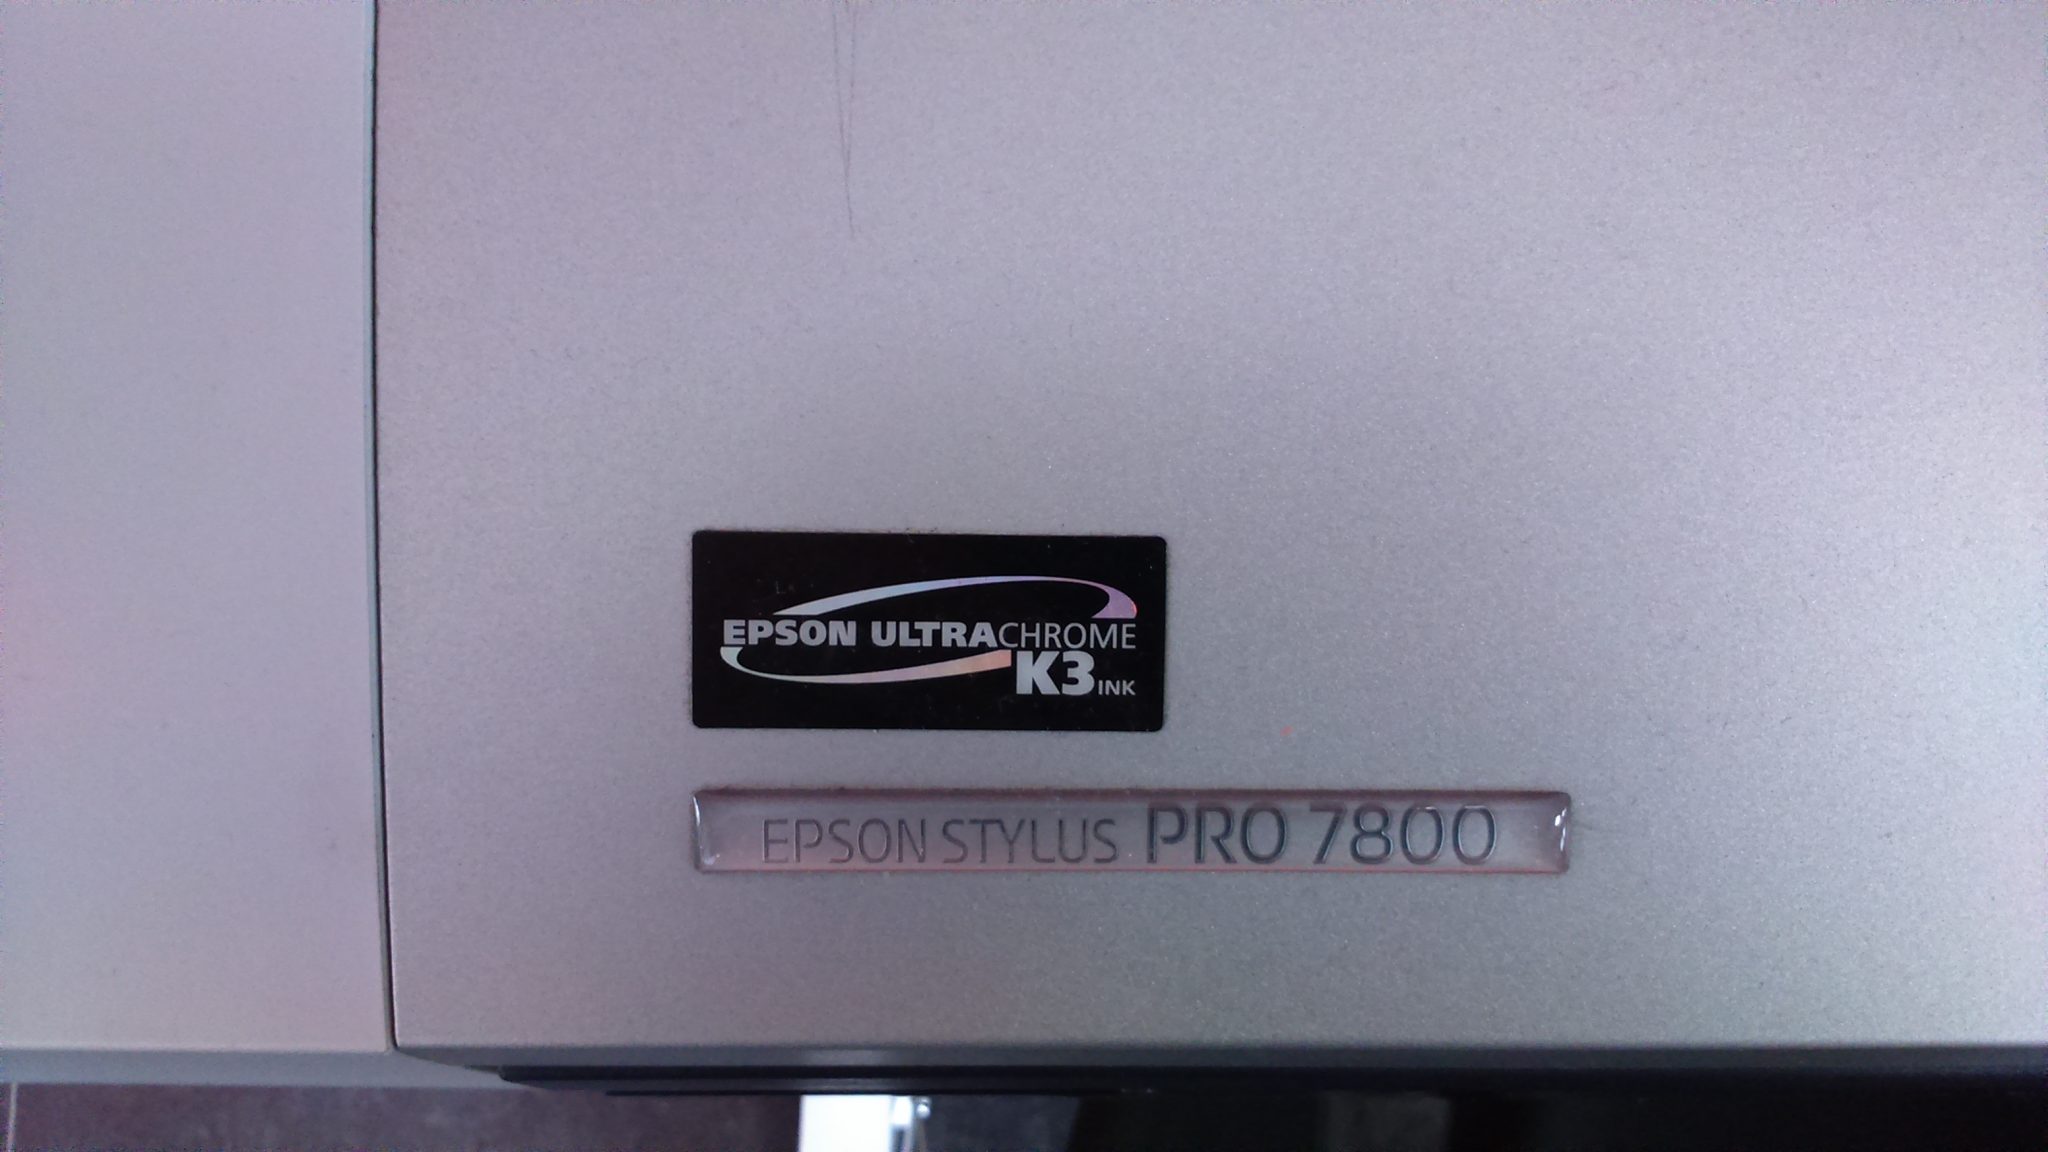 EPSON ULTRACHROME
K3 INK
EPSON STYLUS PRO 7800